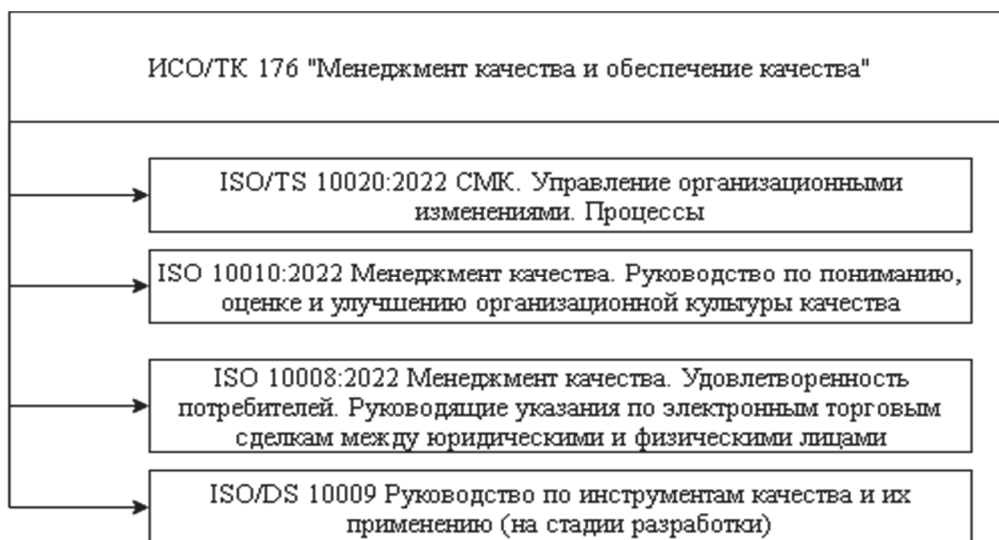 ИСО/ТК 176 "Менеджмент качества и обеспечение качества"
ISO/TS 10020:2022 СМК. Управление организационными
изменениями. Процессы
ISO 10010:2022 Менеджмент качества. Руководство по пониманию,
оценке и улучшению организационной культуры качества
ISO 10008:2022 Менеджмент качества. Удовлетворенность
потребителей. Руководящие указания по электронным торговым
сделкам между юридическими и физическими лицами
ISO/DS 10009 Руководство по инструментам качества и их
применению (на стадии разработки)